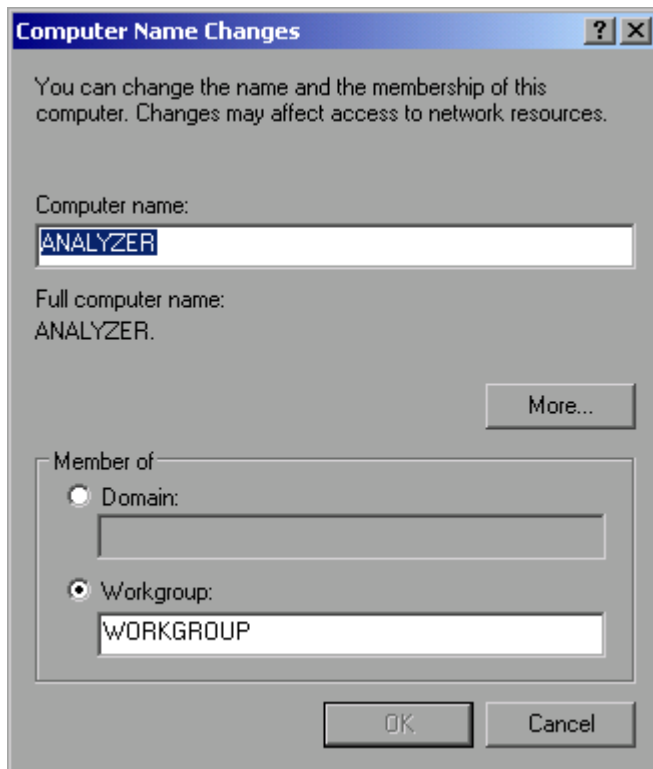 Computer Name Changes
You can change the name and the membership of this
computer. Changes may affect access to network resources.
Computer name:
ANALYZER
Full computer name:
ANALYZER.
More...
Member of
Domain:
Workgroup:
WORKGROUP
OK
Cancel